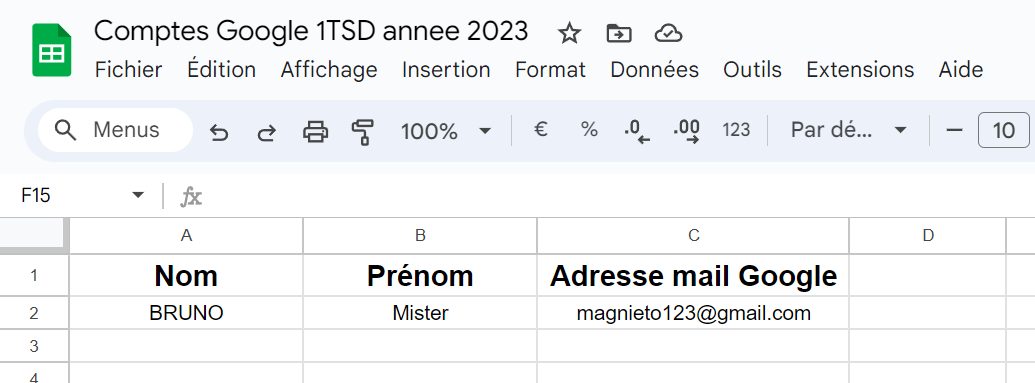 Comptes Google 1TSD annee 2023
Fichier Édition Affichage Insertion Format Données Outils Extensions Aide
Menus 100% € % .0 .00 123 Par dé... 10
F15 fx
A B C D
1 Nom Prénom Adresse mail Google
2 BRUNO Mister magnieto123@gmail.com
3
4